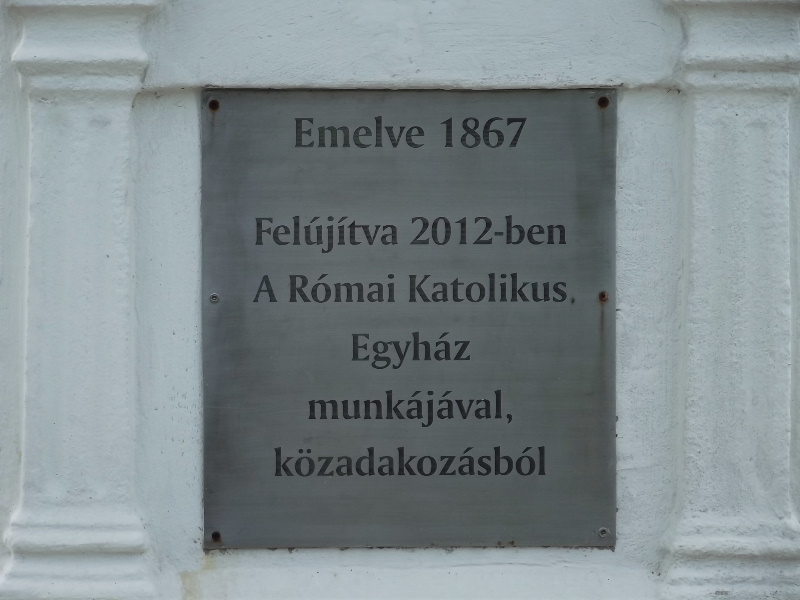 Emelve 1867
Felújítva 2012-ben
A Római Katolikus
Egyház
munkájával,
közadakozásból